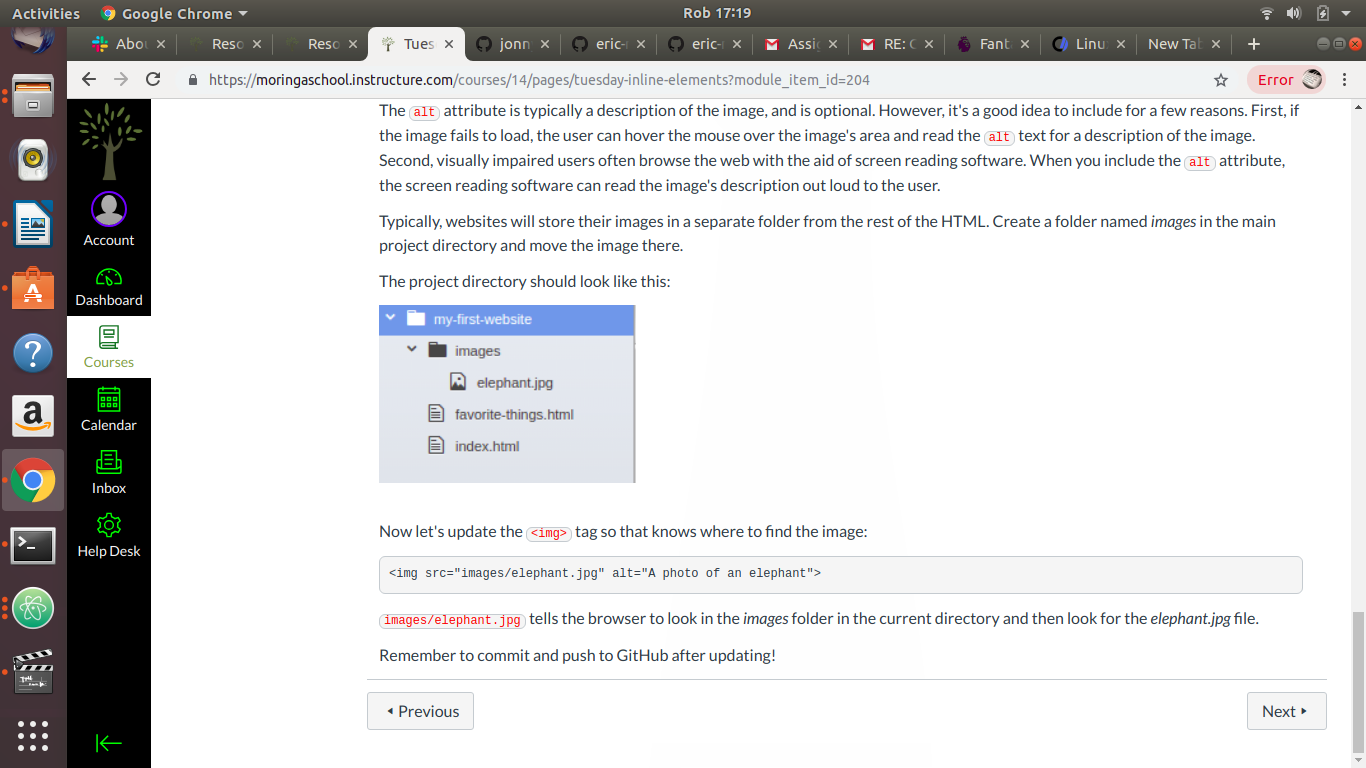 Activities
Google Chrome
Rob 17:19
Abou
Reso
Reso
Tues
jonn
eric-
eric-
Assig
RE: C
Fant
Linu
New Tab
https://moringaschool.instructure.com/courses/14/pages/tuesday-inline-elements?module_item_id=204
Error
Account
Dashboard
Courses
Calendar
Inbox
Help Desk
The alt attribute is typically a description of the image, and is optional. However, it's a good idea to include for a few reasons. First, if
the image fails to load, the user can hover the mouse over the image's area and read the alt text for a description of the image.
Second, visually impaired users often browse the web with the aid of screen reading software. When you include the alt attribute,
the screen reading software can read the image's description out loud to the user.
Typically, websites will store their images in a separate folder from the rest of the HTML. Create a folder named images in the main
project directory and move the image there.
The project directory should look like this:
my-first-website
images
elephant.jpg
favorite-things.html
index.html
Now let's update the <img> tag so that knows where to find the image:
<img src="images/elephant.jpg" alt="A photo of an elephant">
images/elephant.jpg tells the browser to look in the images folder in the current directory and then look for the elephant.jpg file.
Remember to commit and push to GitHub after updating!
Previous
Next